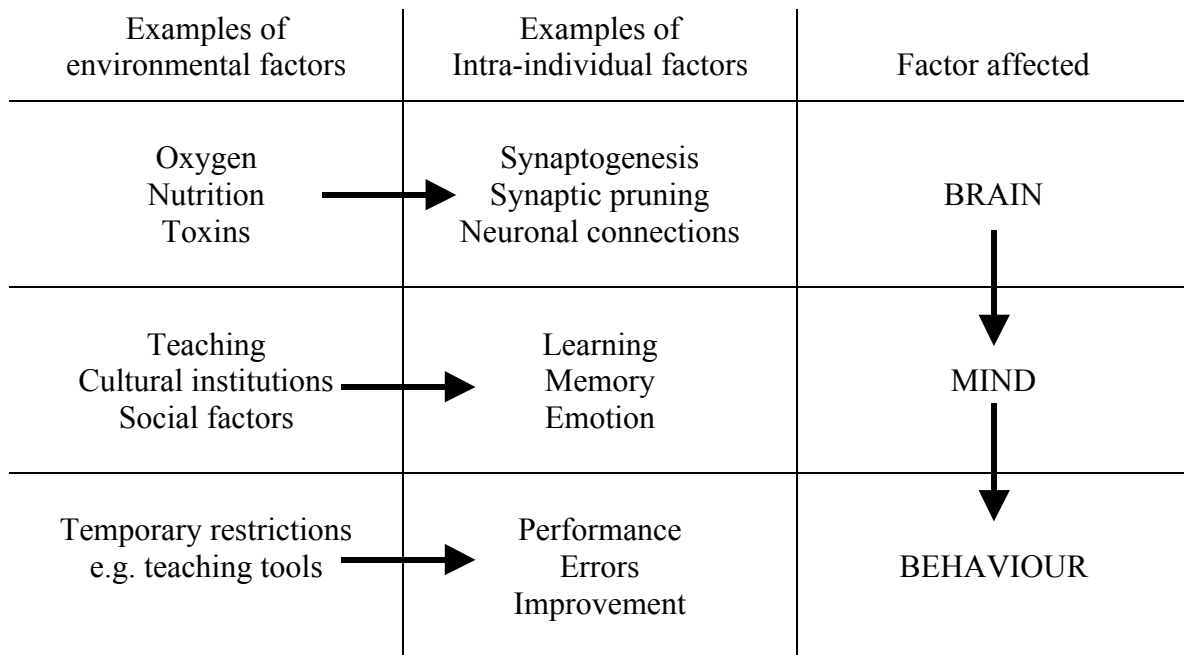 Examples of
environmental factors
Examples of
Intra-individual factors
Factor affected
Oxygen
Nutrition
Toxins
Synaptogenesis
Synaptic pruning
Neuronal connections
BRAIN
Teaching
Cultural institutions
Social factors
Learning
Memory
Emotion
MIND
Temporary restrictions
e.g. teaching tools
Performance
Errors
Improvement
BEHAVIOUR